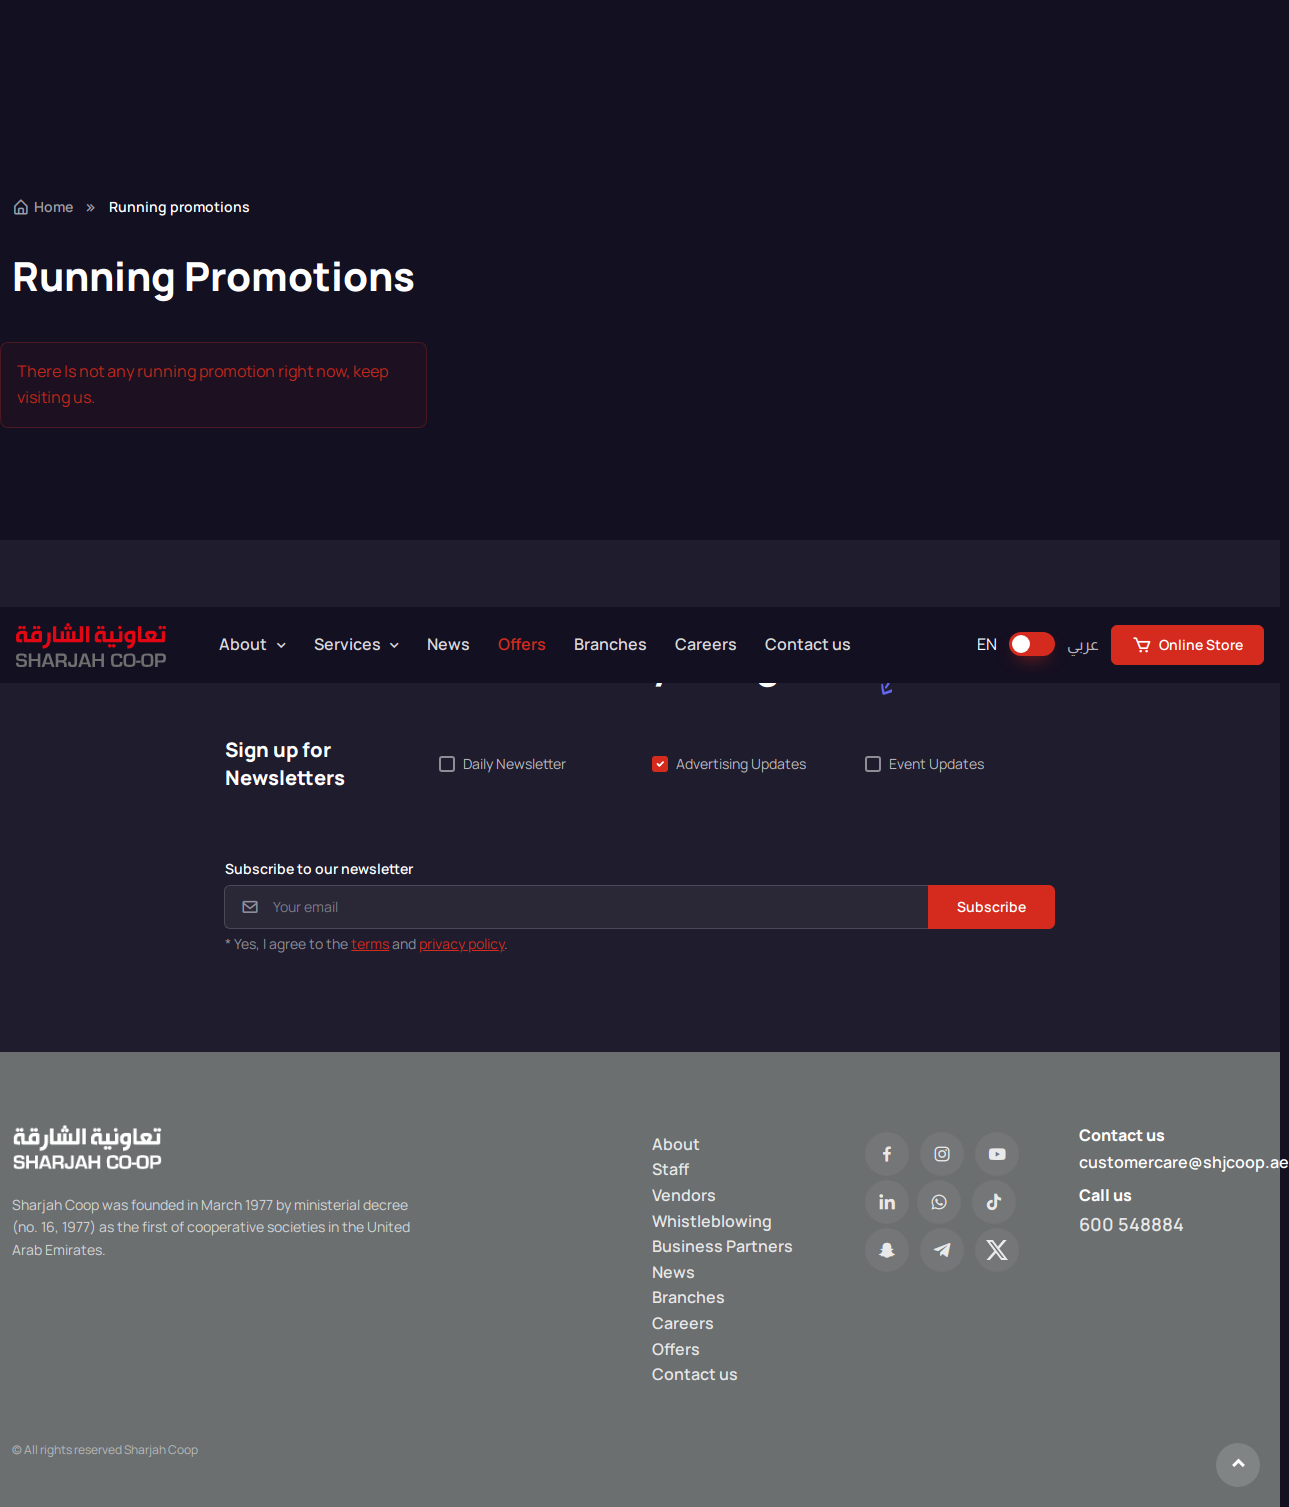 Home » Running promotions
Running Promotions
There Is not any running promotion right now, keep
visiting us.
تعاونية الشارقة
SHARJAH CO-OP
About
Services
News
Offers
Branches
Careers
Contact us
EN
عربي
Online Store
Sign up for
Newsletters
Daily Newsletter
Advertising Updates
Event Updates
Subscribe to our newsletter
Your email
Subscribe
* Yes, I agree to the terms and privacy policy.
تعاونية الشارقة
SHARJAH CO-OP
Sharjah Coop was founded in March 1977 by ministerial decree
(no. 16, 1977) as the first of cooperative societies in the United
Arab Emirates.
About
Staff
Vendors
Whistleblowing
Business Partners
News
Branches
Careers
Offers
Contact us
Contact us
customercare@shjcoop.ae
Call us
600 548884
© All rights reserved Sharjah Coop